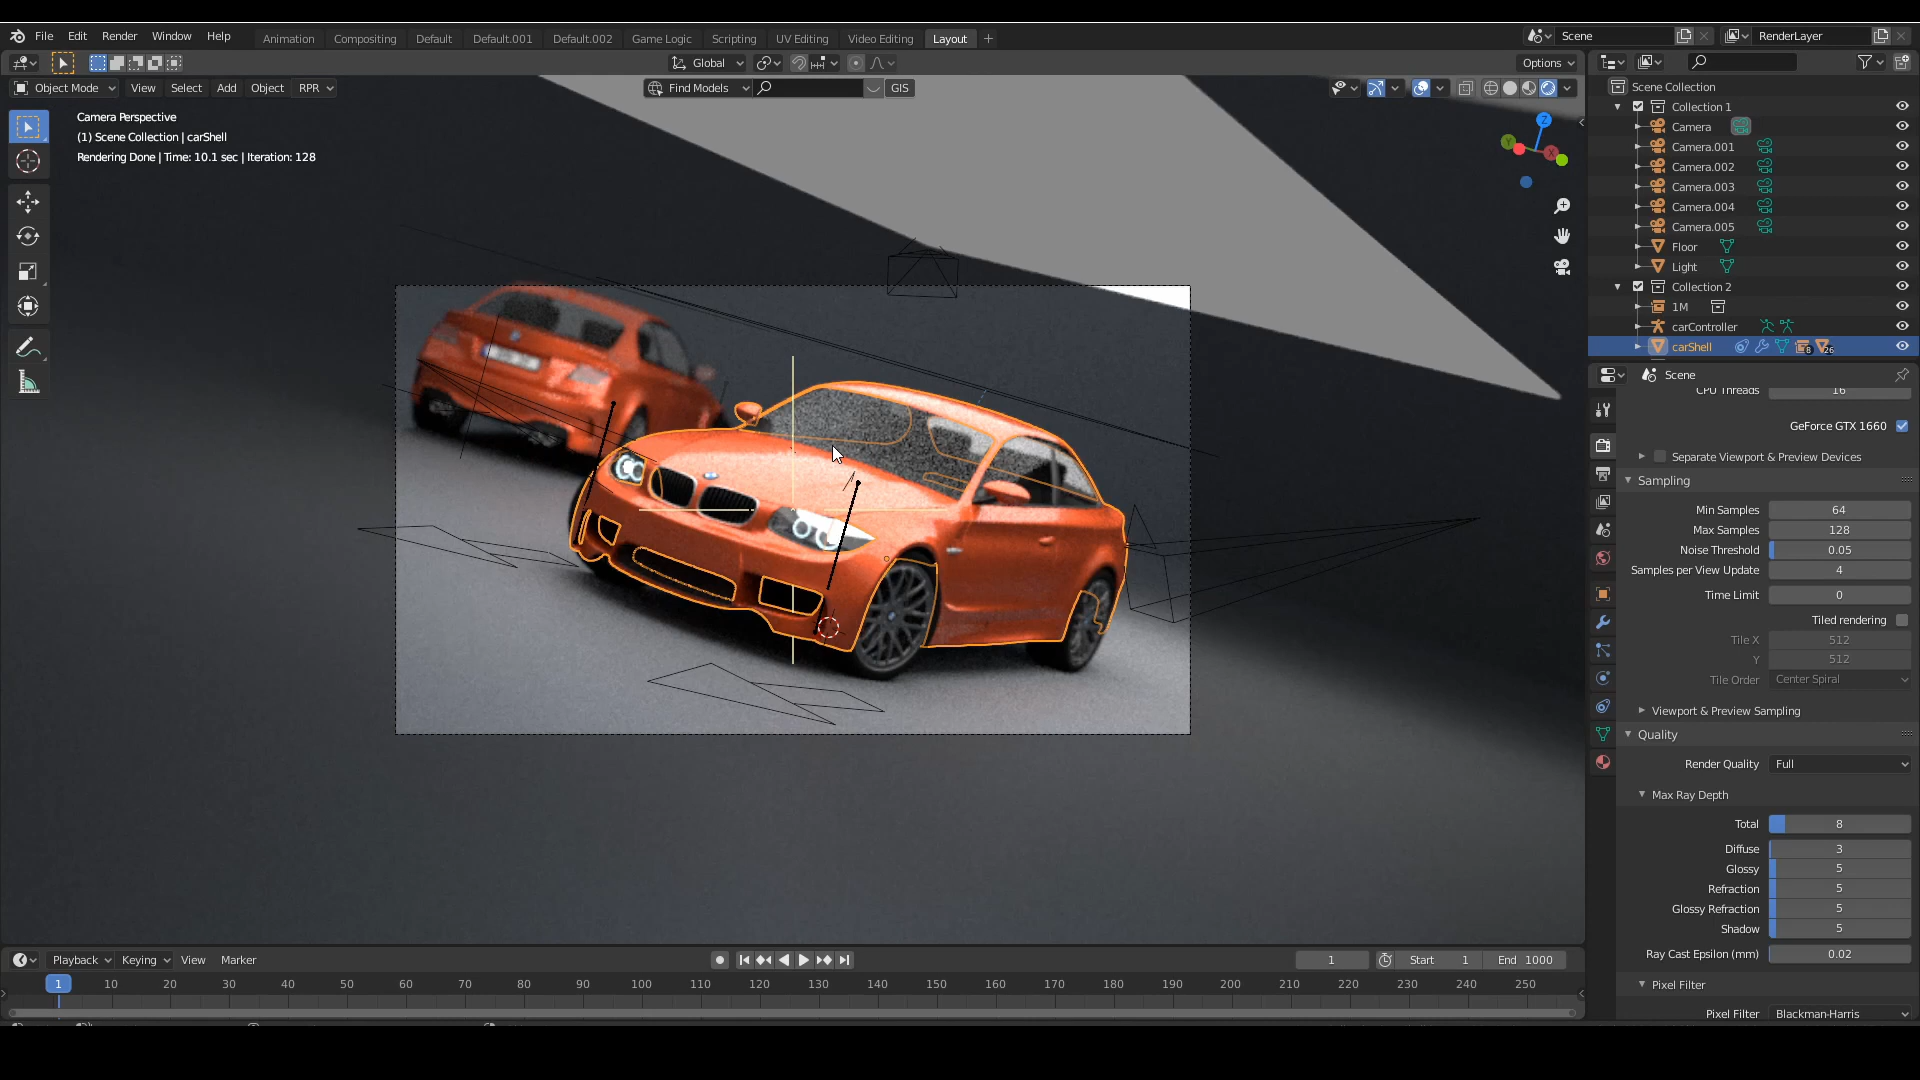 File Edit Render Window Help Animation Compositing Default Default.001 Default.002 Game Logic Scripting UV Editing Video Editing Layout Scene RenderLayer
Global Options
Object Mode View Select Add Object RPR Find Models GIS
Camera Perspective
(1) Scene Collection | carShell
Rendering Done | Time: 10.1 sec | Iteration: 128
Z
Y
X
Scene Collection
Collection 1
Camera
Camera.001
Camera.002
Camera.003
Camera.004
Camera.005
Floor
Light
Collection 2
1M
carController
carShell 8 26
Scene
CPU Threads 16
GeForce GTX 1660
Separate Viewport & Preview Devices
Sampling
Min Samples 64
Max Samples 128
Noise Threshold 0.05
Samples per View Update 4
Time Limit 0
Tiled rendering
Tile X 512
Y 512
Tile Order Center Spiral
Viewport & Preview Sampling
Quality
Render Quality Full
Max Ray Depth
Total 8
Diffuse 3
Glossy 5
Refraction 5
Glossy Refraction 5
Shadow 5
Ray Cast Epsilon (mm) 0.02
Pixel Filter
Pixel Filter Blackman-Harris
Playback Keying View Marker 1 Start 1 End 1000
1 10 20 30 40 50 60 70 80 90 100 110 120 130 140 150 160 170 180 190 200 210 220 230 240 250